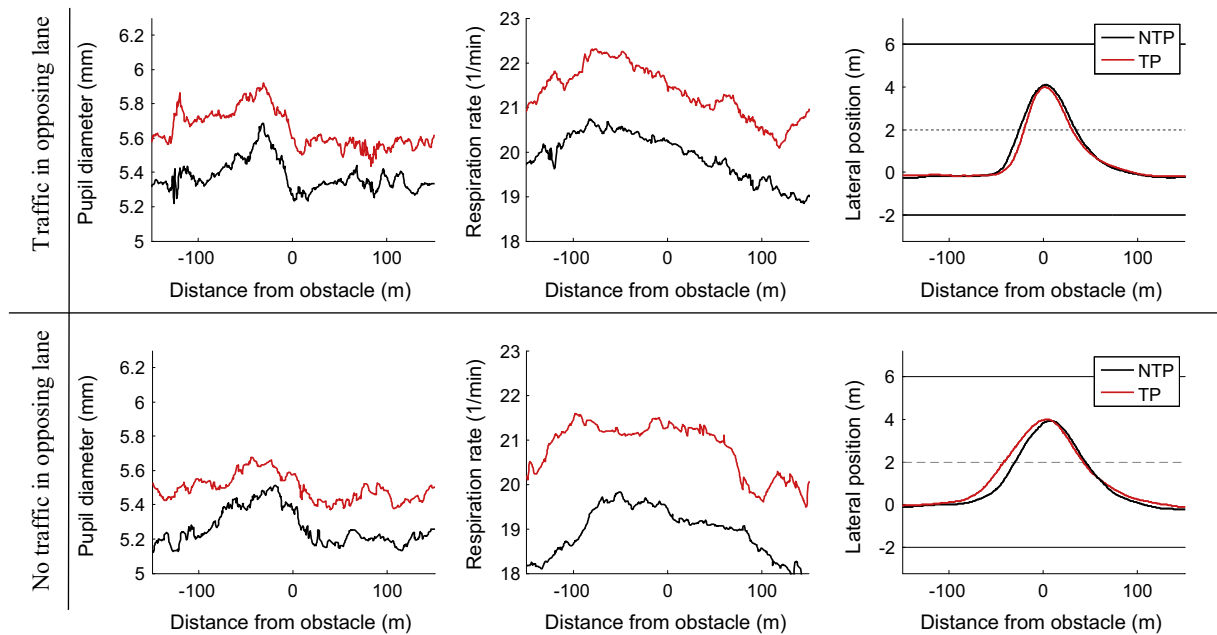 Traffic in opposing lane
Pupil diameter (mm)
6.2
6
5.8
5.6
5.4
5.2
5
-100 0 100
Distance from obstacle (m)
Respiration rate (1/min)
23
22
21
20
19
18
-100 0 100
Distance from obstacle (m)
Lateral position (m)
6
4
2
0
-2
NTP
TP
-100 0 100
Distance from obstacle (m)
No traffic in opposing lane
Pupil diameter (mm)
6.2
6
5.8
5.6
5.4
5.2
5
-100 0 100
Distance from obstacle (m)
Respiration rate (1/min)
23
22
21
20
19
18
-100 0 100
Distance from obstacle (m)
Lateral position (m)
6
4
2
0
-2
NTP
TP
-100 0 100
Distance from obstacle (m)